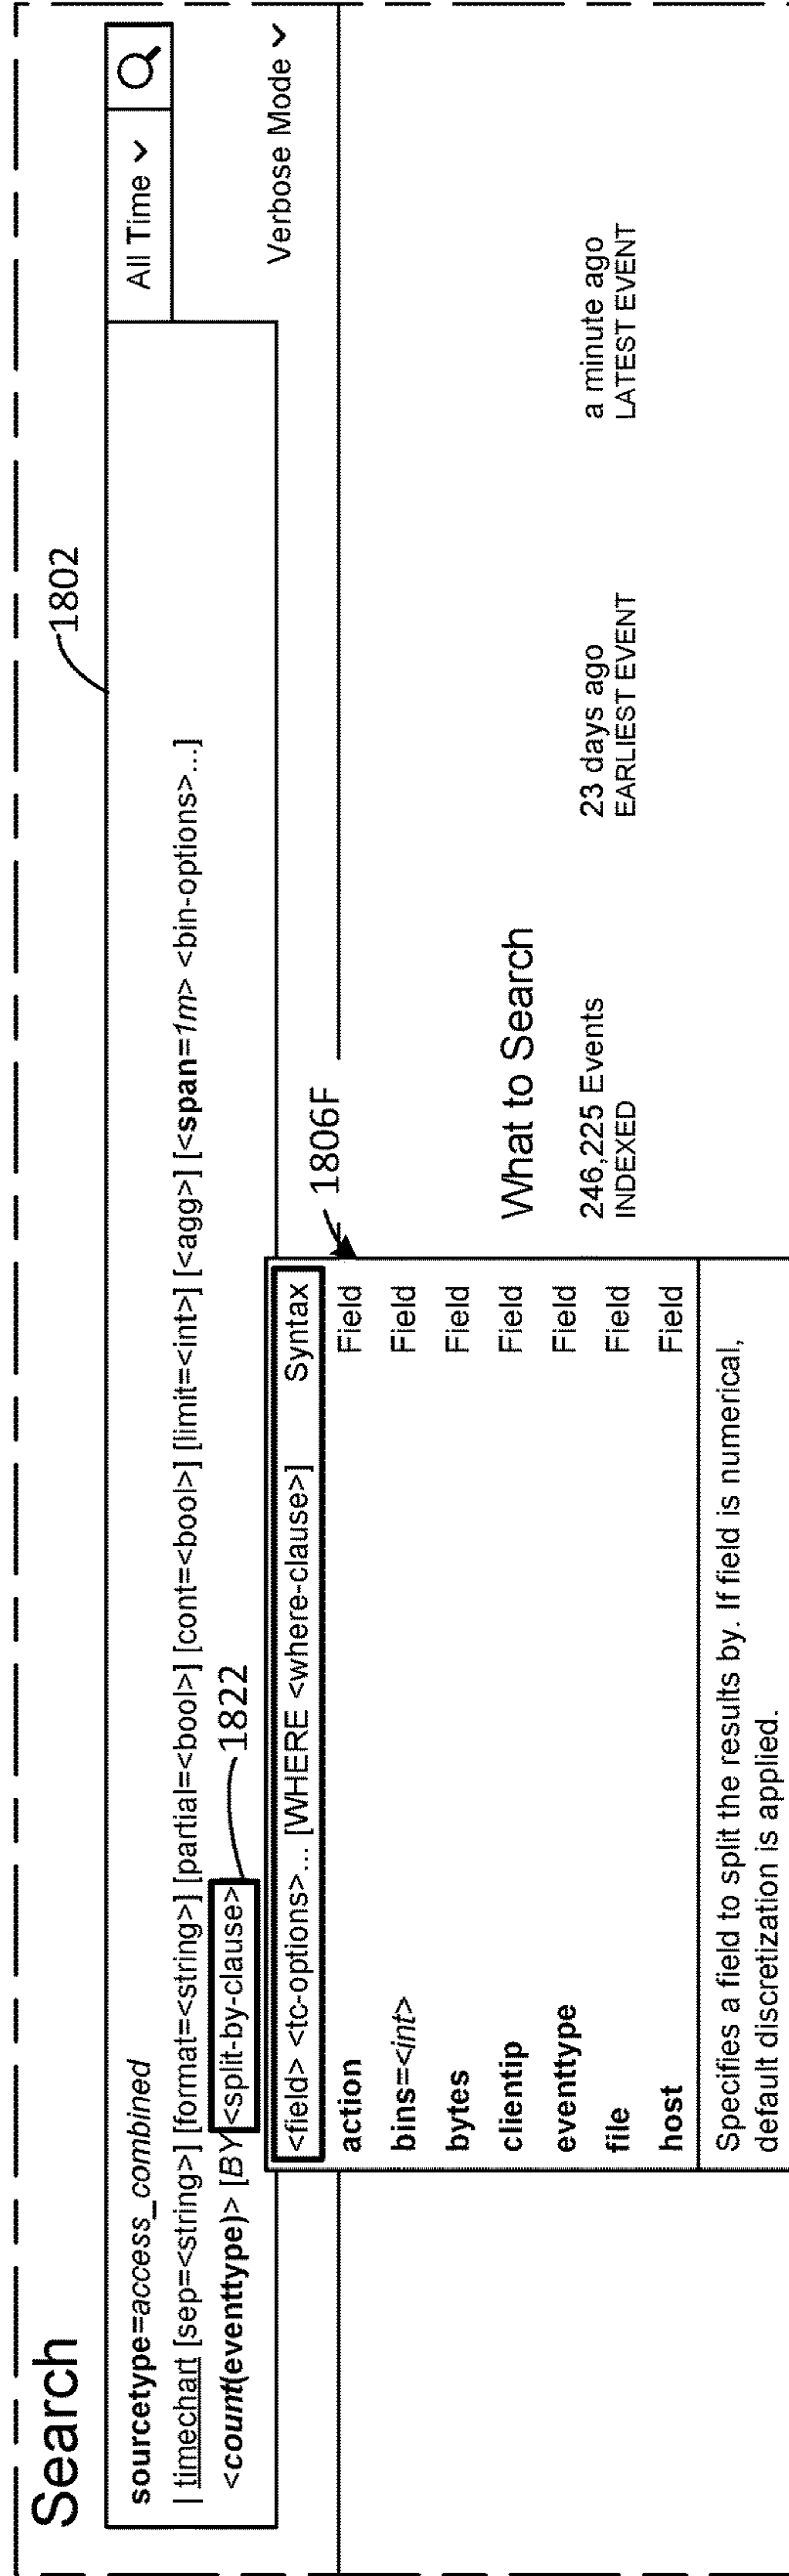 Search
1802
sourcetype=access_combined
| timechart [sep=<string>] [format=<string>] [partial=<bool>] [cont=<bool>] [limit=<int>] [<agg>] [<span=1m> <bin-options>...]
<count(eventtype)> [BY <split-by-clause>
All Time
Verbose Mode
1822
1806F
<field> <tc-options>... [WHERE <where-clause>] Syntax
action Field
bins=<int> Field
bytes Field
clientip Field
eventtype Field
file Field
host Field
Specifies a field to split the results by. If field is numerical,
default discretization is applied.
What to Search
246,225 Events
INDEXED
23 days ago
EARLIEST EVENT
a minute ago
LATEST EVENT